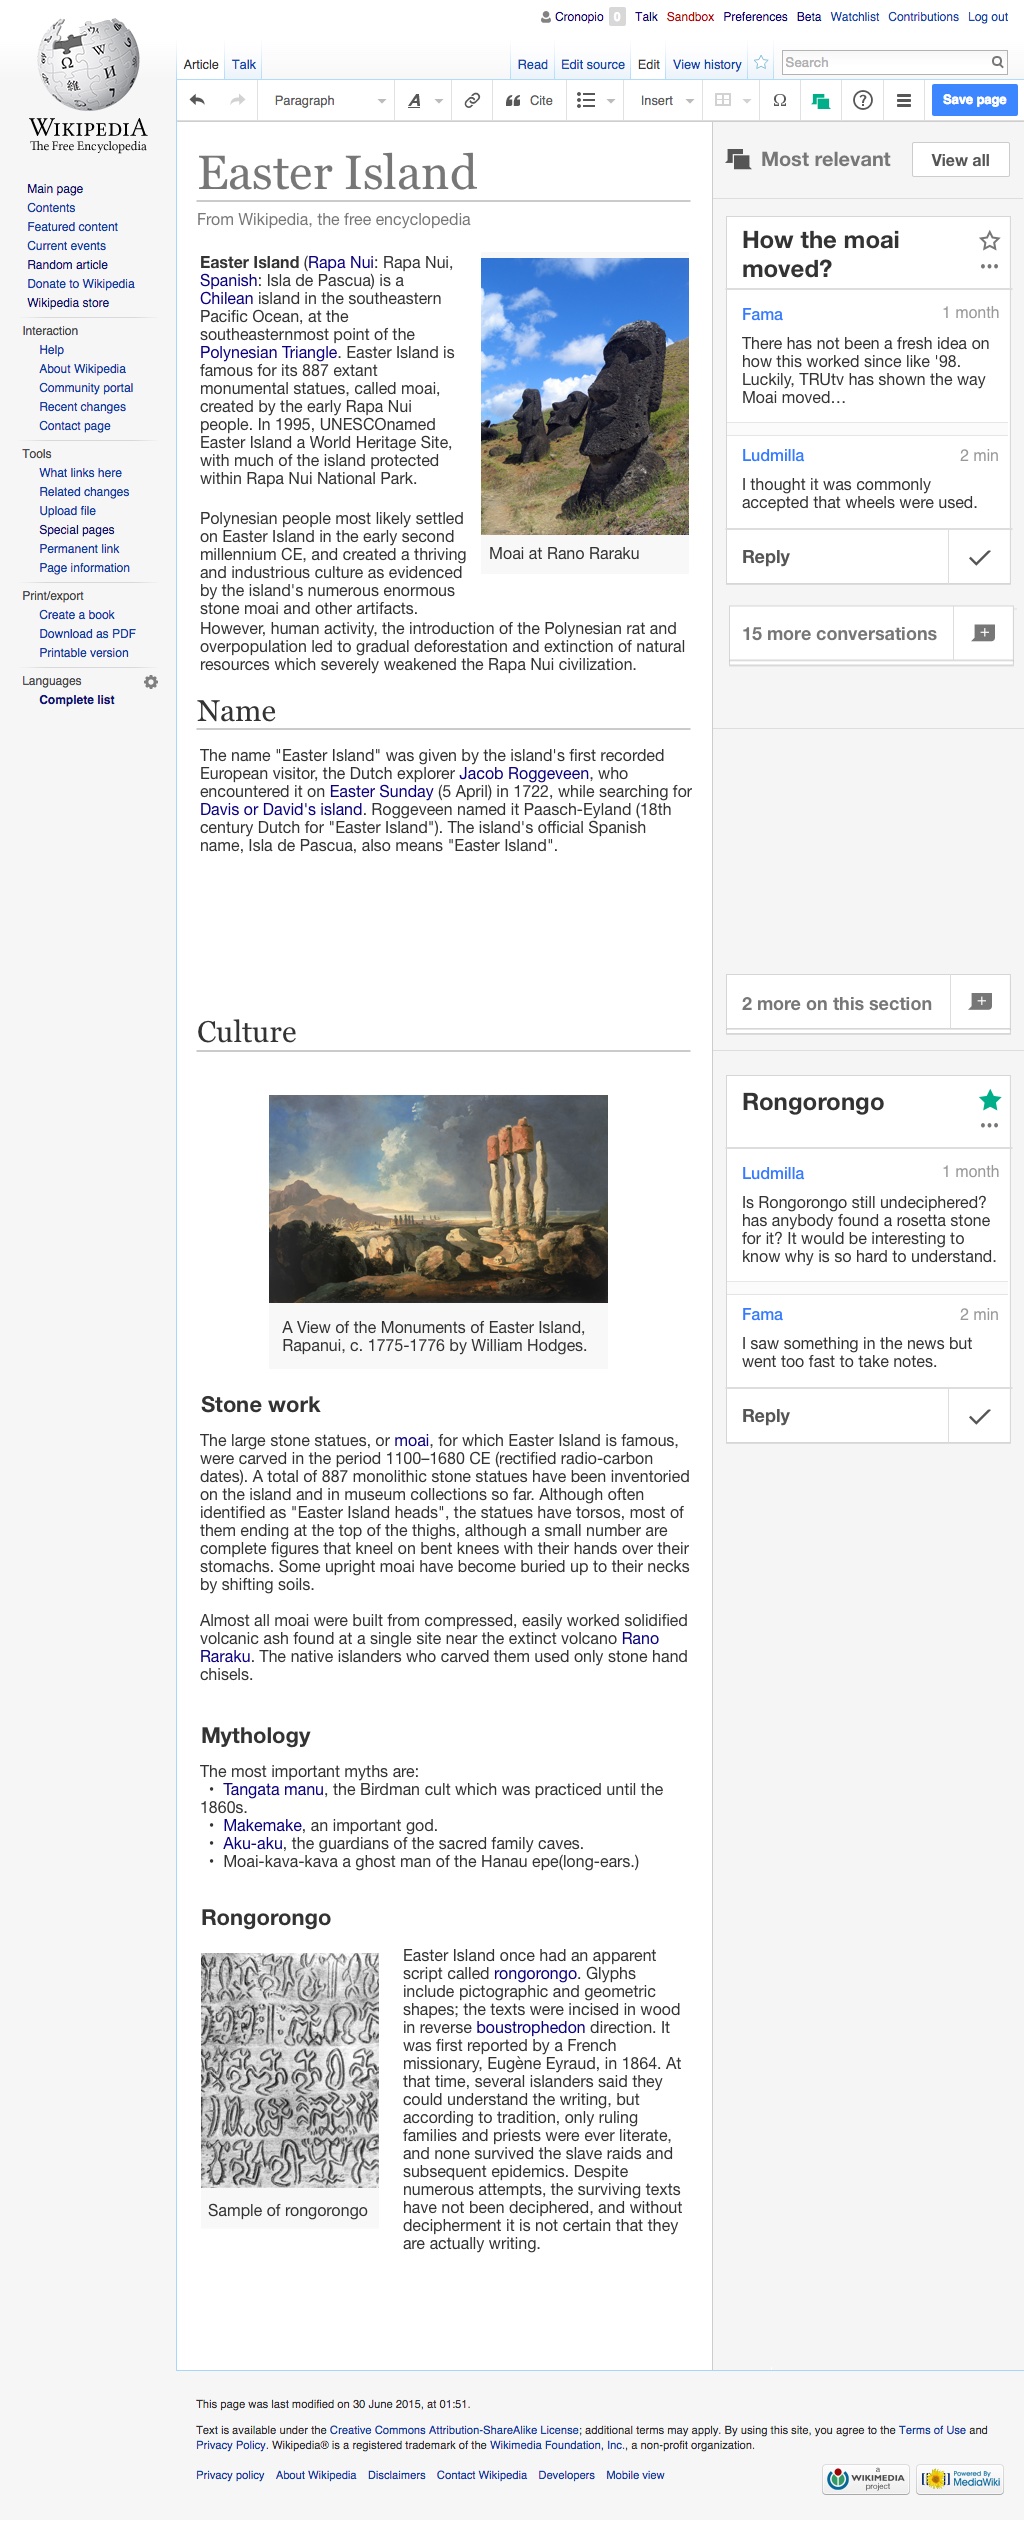 Cronopio 0 Talk Sandbox Preferences Beta Watchlist Contributions Log out
Article Talk Read Edit source Edit View history Search
Paragraph A Cite Insert Ω ? Save page
WIKIPEDIA
The Free Encyclopedia
Main page
Contents
Featured content
Current events
Random article
Donate to Wikipedia
Wikipedia store
Interaction
Help
About Wikipedia
Community portal
Recent changes
Contact page
Tools
What links here
Related changes
Upload file
Special pages
Permanent link
Page information
Print/export
Create a book
Download as PDF
Printable version
Languages
Complete list
Easter Island
From Wikipedia, the free encyclopedia
Easter Island (Rapa Nui: Rapa Nui,
Spanish: Isla de Pascua) is a
Chilean island in the southeastern
Pacific Ocean, at the
southeasternmost point of the
Polynesian Triangle. Easter Island is
famous for its 887 extant
monumental statues, called moai,
created by the early Rapa Nui
people. In 1995, UNESCOnamed
Easter Island a World Heritage Site,
with much of the island protected
within Rapa Nui National Park.
Polynesian people most likely settled
on Easter Island in the early second
millennium CE, and created a thriving
and industrious culture as evidenced
by the island's numerous enormous
stone moai and other artifacts.
However, human activity, the introduction of the Polynesian rat and
overpopulation led to gradual deforestation and extinction of natural
resources which severely weakened the Rapa Nui civilization.
Moai at Rano Raraku
Name
The name "Easter Island" was given by the island's first recorded
European visitor, the Dutch explorer Jacob Roggeveen, who
encountered it on Easter Sunday (5 April) in 1722, while searching for
Davis or David's island. Roggeveen named it Paasch-Eyland (18th
century Dutch for "Easter Island"). The island's official Spanish
name, Isla de Pascua, also means "Easter Island".
Culture
A View of the Monuments of Easter Island,
Rapanui, c. 1775-1776 by William Hodges.
Stone work
The large stone statues, or moai, for which Easter Island is famous,
were carved in the period 1100–1680 CE (rectified radio-carbon
dates). A total of 887 monolithic stone statues have been inventoried
on the island and in museum collections so far. Although often
identified as "Easter Island heads", the statues have torsos, most of
them ending at the top of the thighs, although a small number are
complete figures that kneel on bent knees with their hands over their
stomachs. Some upright moai have become buried up to their necks
by shifting soils.
Almost all moai were built from compressed, easily worked solidified
volcanic ash found at a single site near the extinct volcano Rano
Raraku. The native islanders who carved them used only stone hand
chisels.
Mythology
The most important myths are:
• Tangata manu, the Birdman cult which was practiced until the
1860s.
• Makemake, an important god.
• Aku-aku, the guardians of the sacred family caves.
• Moai-kava-kava a ghost man of the Hanau epe(long-ears.)
Rongorongo
Sample of rongorongo
Easter Island once had an apparent
script called rongorongo. Glyphs
include pictographic and geometric
shapes; the texts were incised in wood
in reverse boustrophedon direction. It
was first reported by a French
missionary, Eugène Eyraud, in 1864. At
that time, several islanders said they
could understand the writing, but
according to tradition, only ruling
families and priests were ever literate,
and none survived the slave raids and
subsequent epidemics. Despite
numerous attempts, the surviving texts
have not been deciphered, and without
decipherment it is not certain that they
are actually writing.
Most relevant View all
How the moai
moved?
Fama 1 month
There has not been a fresh idea on
how this worked since like '98.
Luckily, TRUtv has shown the way
Moai moved…
Ludmilla 2 min
I thought it was commonly
accepted that wheels were used.
Reply
15 more conversations
2 more on this section
Rongorongo
Ludmilla 1 month
Is Rongorongo still undeciphered?
has anybody found a rosetta stone
for it? It would be interesting to
know why is so hard to understand.
Fama 2 min
I saw something in the news but
went too fast to take notes.
Reply
This page was last modified on 30 June 2015, at 01:51.
Text is available under the Creative Commons Attribution-ShareAlike License; additional terms may apply. By using this site, you agree to the Terms of Use and
Privacy Policy. Wikipedia® is a registered trademark of the Wikimedia Foundation, Inc., a non-profit organization.
Privacy policy About Wikipedia Disclaimers Contact Wikipedia Developers Mobile view
a
WIKIMEDIA
project
Powered By
MediaWiki